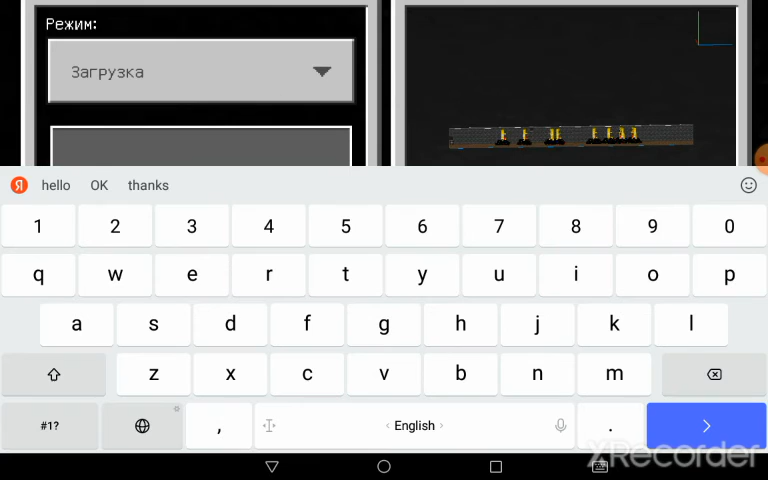 Режим:
Загрузка
Я hello OK thanks
1 2 3 4 5 6 7 8 9 0
q w e r t y u i o p
a s d f g h j k l
z x c v b n m
#1? , English .
XRecorder